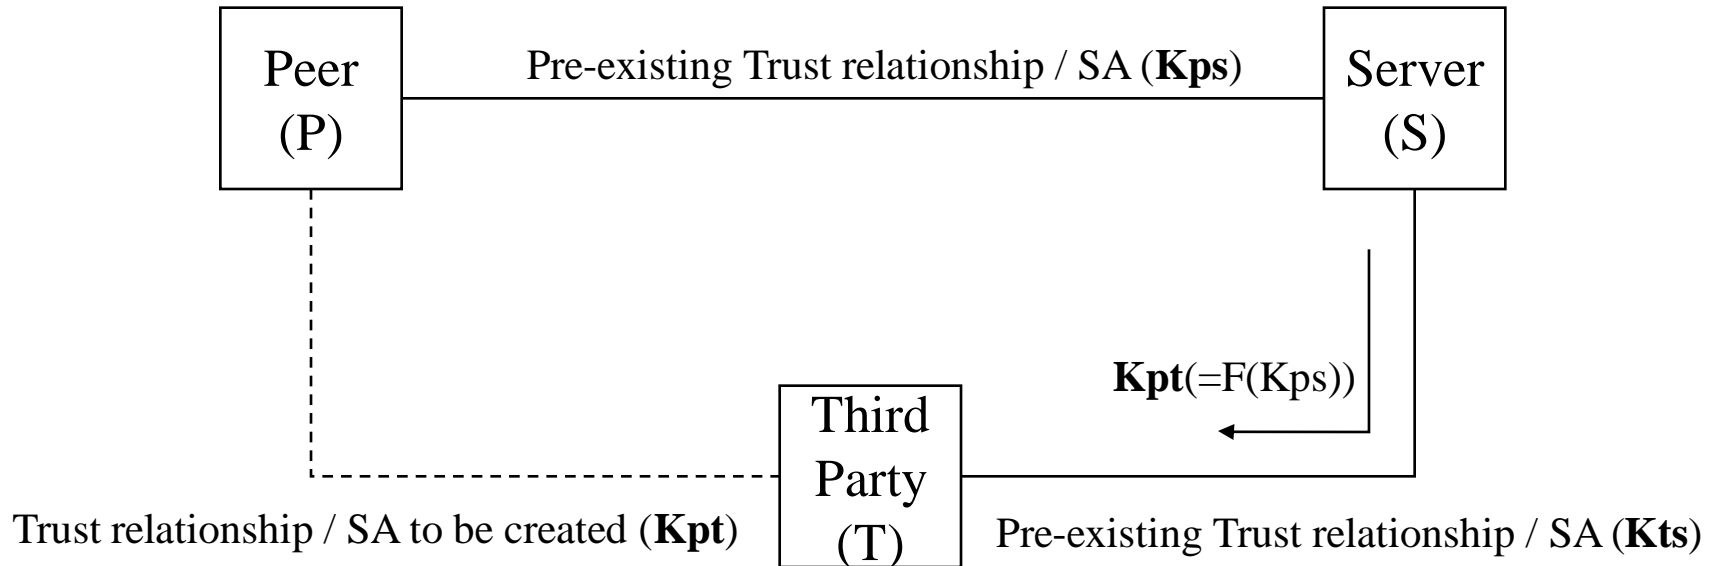 Peer
(P)
Pre-existing Trust relationship / SA (Kps)
Server
(S)
Kpt(=F(Kps))
Third
Party
(T)
Trust relationship / SA to be created (Kpt)
Pre-existing Trust relationship / SA (Kts)